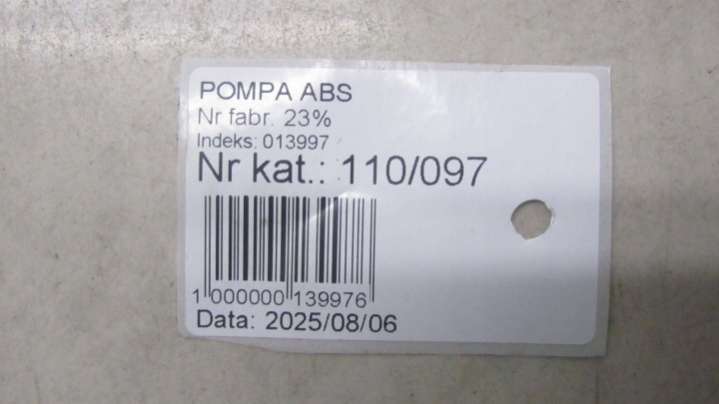 POMPA ABS
Nr fabr. 23%
Indeks: 013997
Nr kat.: 110/097
1 000000 139976
Data: 2025/08/06